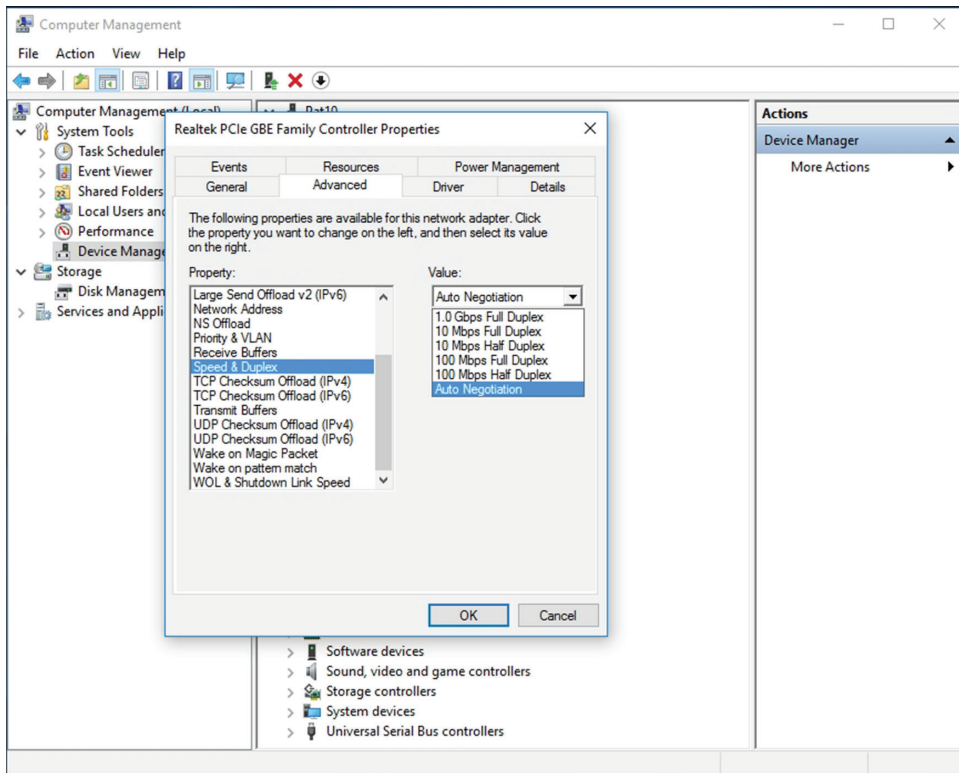 Computer Management
File Action View Help
Computer Management (Local)
System Tools
Task Scheduler
Event Viewer
Shared Folders
Local Users and
Performance
Device Manage
Storage
Disk Managem
Services and Appli
Pat10
Realtek PCIe GBE Family Controller Properties
Events Resources Power Management
General Advanced Driver Details
The following properties are available for this network adapter. Click
the property you want to change on the left, and then select its value
on the right.
Property:
Large Send Offload v2 (IPv6)
Network Address
NS Offload
Priority & VLAN
Receive Buffers
Speed & Duplex
TCP Checksum Offload (IPv4)
TCP Checksum Offload (IPv6)
Transmit Buffers
UDP Checksum Offload (IPv4)
UDP Checksum Offload (IPv6)
Wake on Magic Packet
Wake on pattern match
WOL & Shutdown Link Speed
Value:
Auto Negotiation
1.0 Gbps Full Duplex
10 Mbps Full Duplex
10 Mbps Half Duplex
100 Mbps Full Duplex
100 Mbps Half Duplex
Auto Negotiation
OK Cancel
Software devices
Sound, video and game controllers
Storage controllers
System devices
Universal Serial Bus controllers
Actions
Device Manager
More Actions